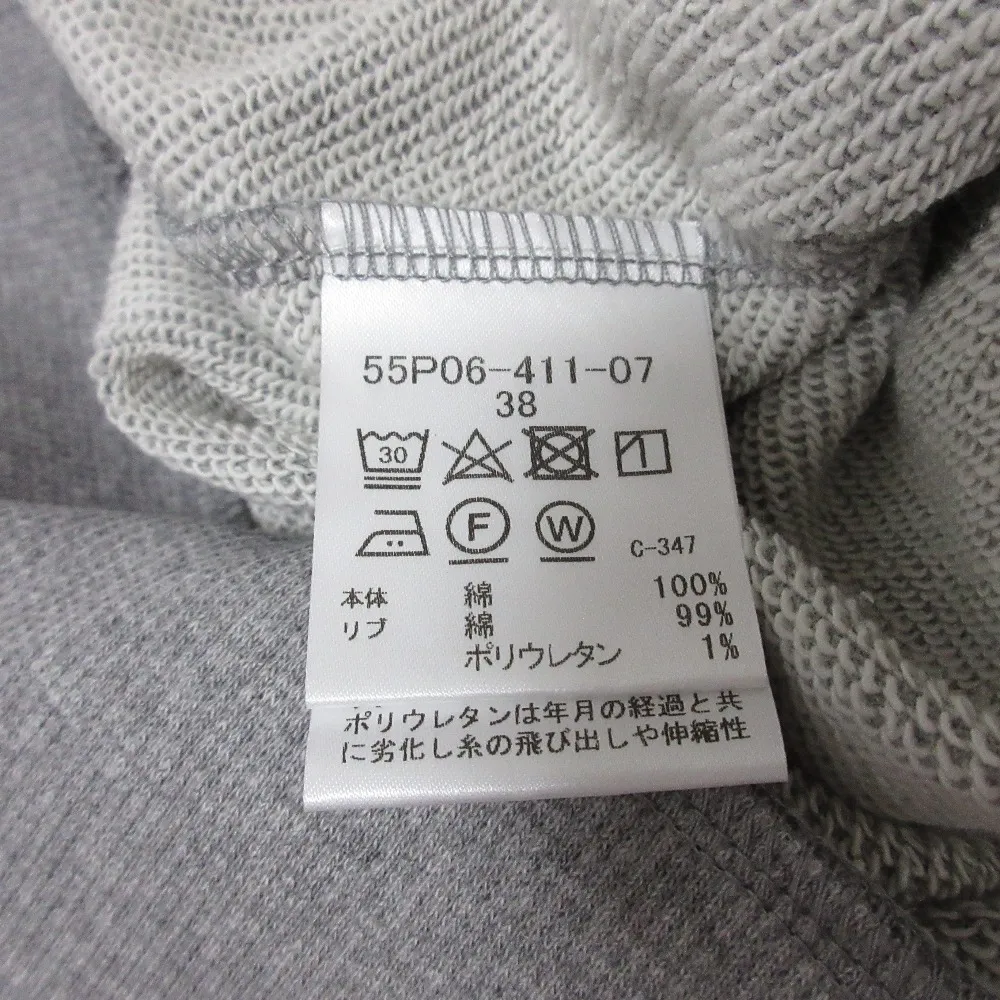 55P06-411-07
38
30
F W C-347
本体 綿 100%
リブ 綿 99%
ポリウレタン 1%
ポリウレタンは年月の経過と共
に劣化し糸の飛び出しや伸縮性